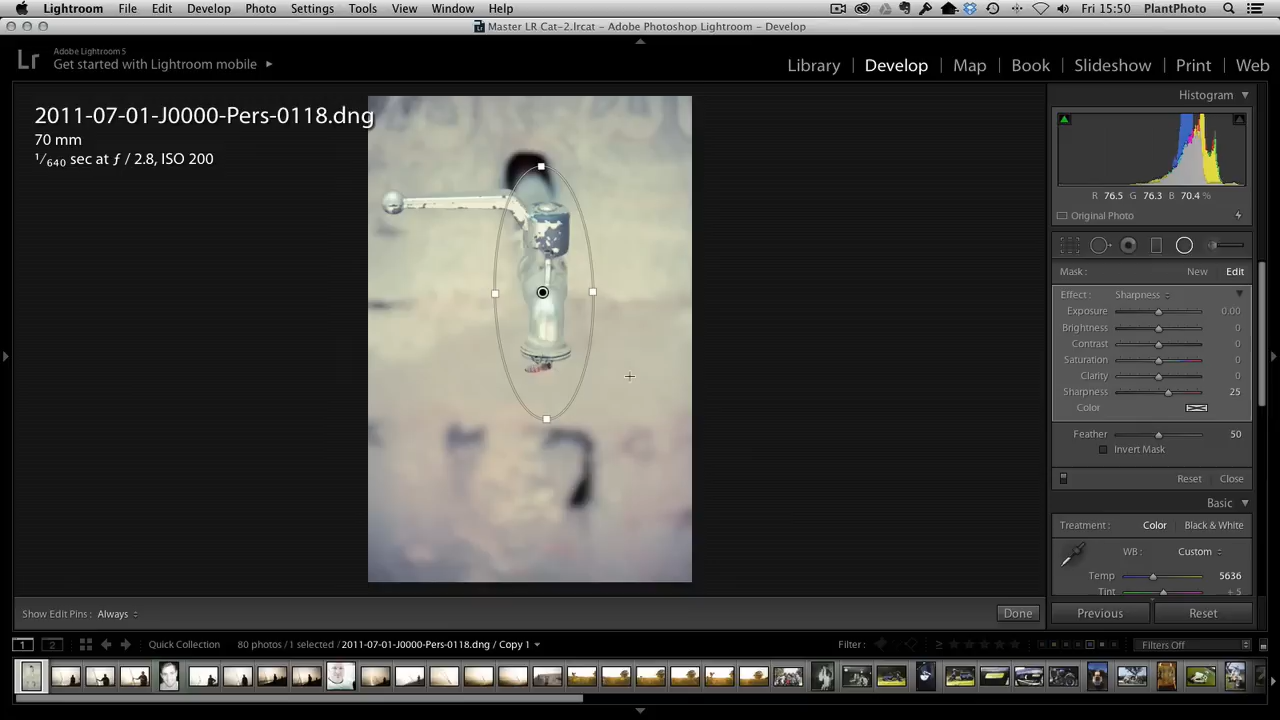 Lightroom File Edit Develop Photo Settings Tools View Window Help Fri 15:50 PlantPhoto
Master LR Cat-2.lrcat - Adobe Photoshop Lightroom - Develop
Lr Adobe Lightroom 5
Get started with Lightroom mobile
Library Develop Map Book Slideshow Print Web
2011-07-01-J0000-Pers-0118.dng
70 mm
1/640 sec at ƒ / 2.8, ISO 200
Histogram
R 76.5 G 76.3 B 70.4 %
Original Photo
Mask: New Edit
Effect: Sharpness
Exposure 0.00
Brightness 0
Contrast 0
Saturation 0
Clarity 0
Sharpness 25
Color
Feather 50
Invert Mask
Reset Close
Basic
Treatment: Color Black & White
WB: Custom
Temp 5636
Tint + 5
Previous Reset
Show Edit Pins: Always Done
1 2 Quick Collection 80 photos / 1 selected / 2011-07-01-J0000-Pers-0118.dng / Copy 1 Filter: ≥ Filters Off